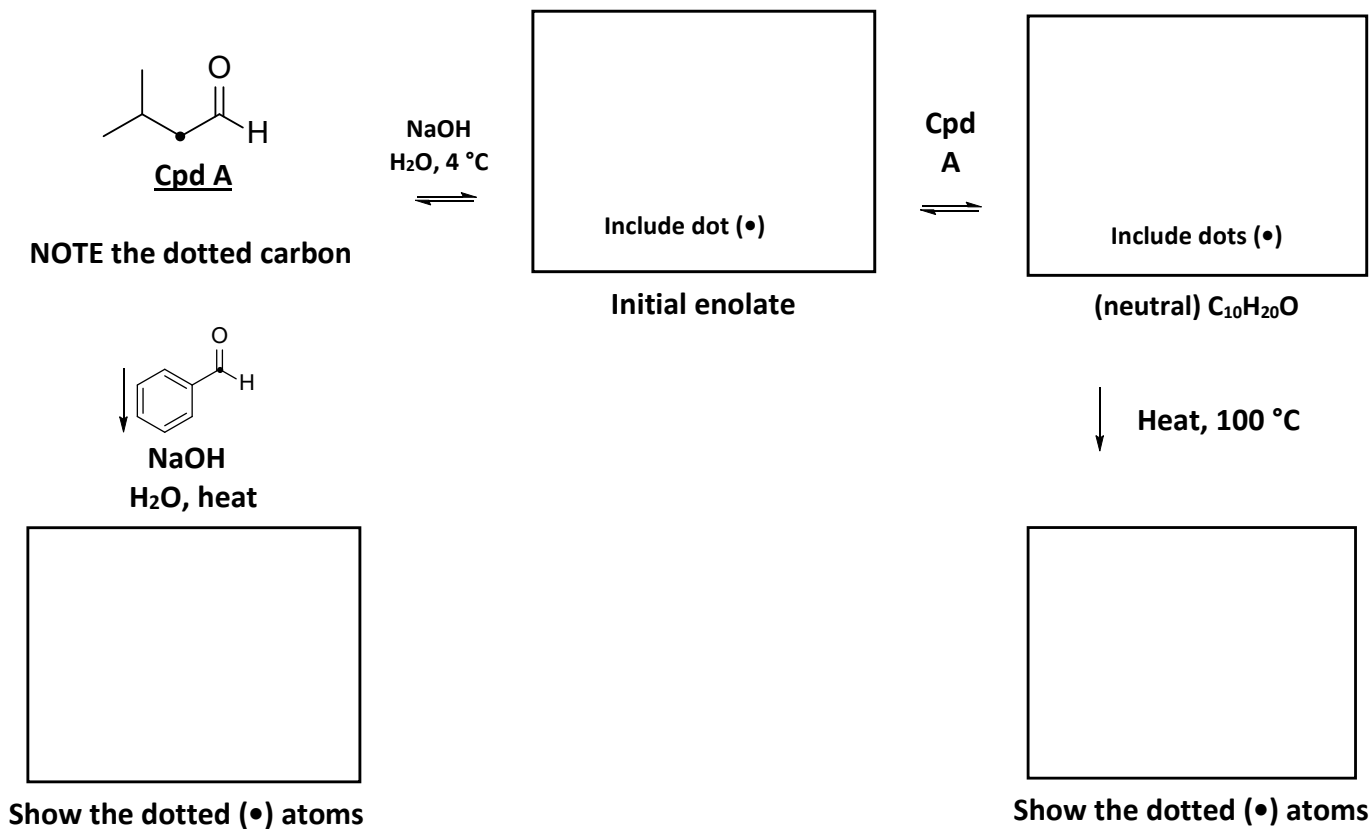 O
H
Cpd A
NOTE the dotted carbon
NaOH
H₂O, 4 °C
Include dot (•)
Initial enolate
Cpd
A
Include dots (•)
(neutral) C₁₀H₂₀O
O
H
NaOH
H₂O, heat
Heat, 100 °C
Show the dotted (•) atoms
Show the dotted (•) atoms